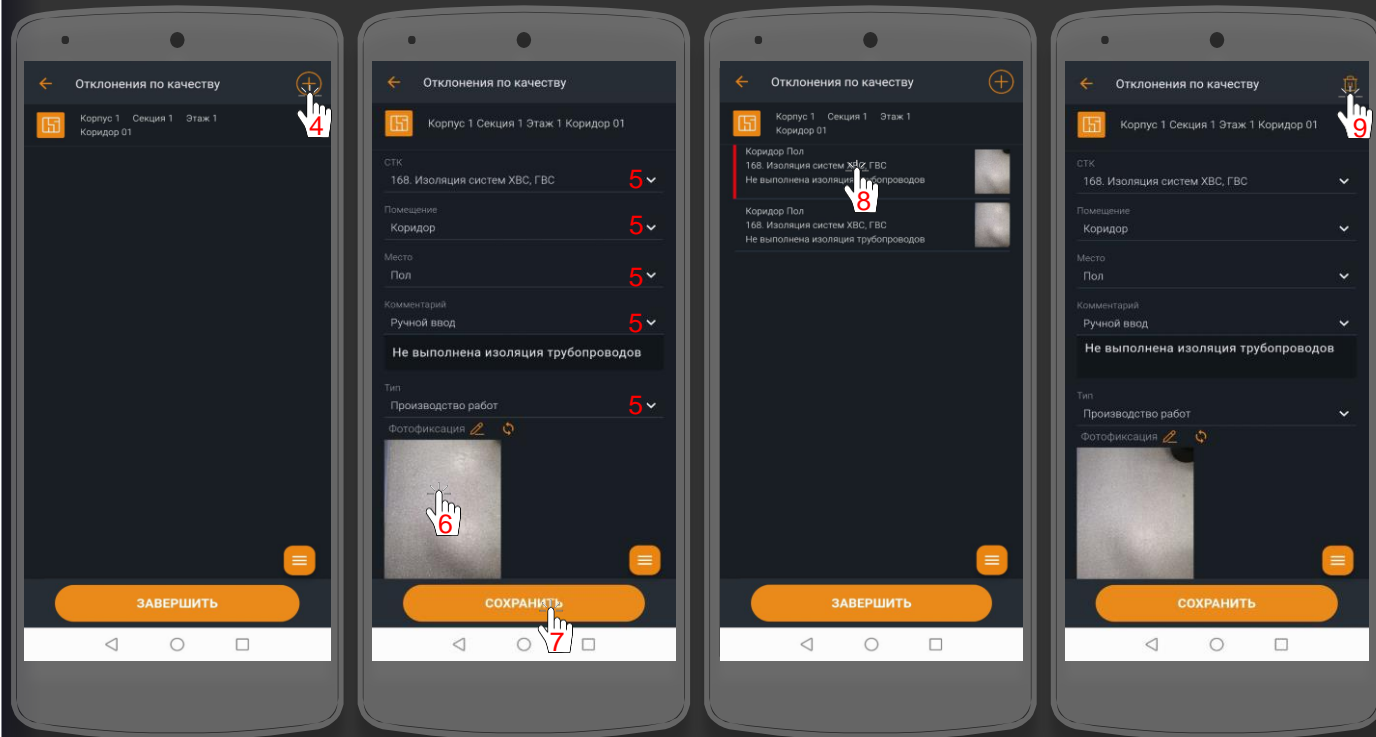 Отклонения по качеству
4
Корпус 1 Секция 1 Этаж 1
Коридор 01
ЗАВЕРШИТЬ
Отклонения по качеству
Корпус 1 Секция 1 Этаж 1 Коридор 01
СТК
168. Изоляция систем ХВС, ГВС 5
Помещение
Коридор 5
Место
Пол 5
Комментарий
Ручной ввод 5
Не выполнена изоляция трубопроводов
Тип
Производство работ 5
Фотофиксация
6
СОХРАНИТЬ
7
Отклонения по качеству
Корпус 1 Секция 1 Этаж 1
Коридор 01
Коридор Пол
168. Изоляция систем ХВС, ГВС
Не выполнена изоляция трубопроводов
8
Коридор Пол
168. Изоляция систем ХВС, ГВС
Не выполнена изоляция трубопроводов
ЗАВЕРШИТЬ
Отклонения по качеству
9
Корпус 1 Секция 1 Этаж 1 Коридор 01
СТК
168. Изоляция систем ХВС, ГВС
Помещение
Коридор
Место
Пол
Комментарий
Ручной ввод
Не выполнена изоляция трубопроводов
Тип
Производство работ
Фотофиксация
СОХРАНИТЬ